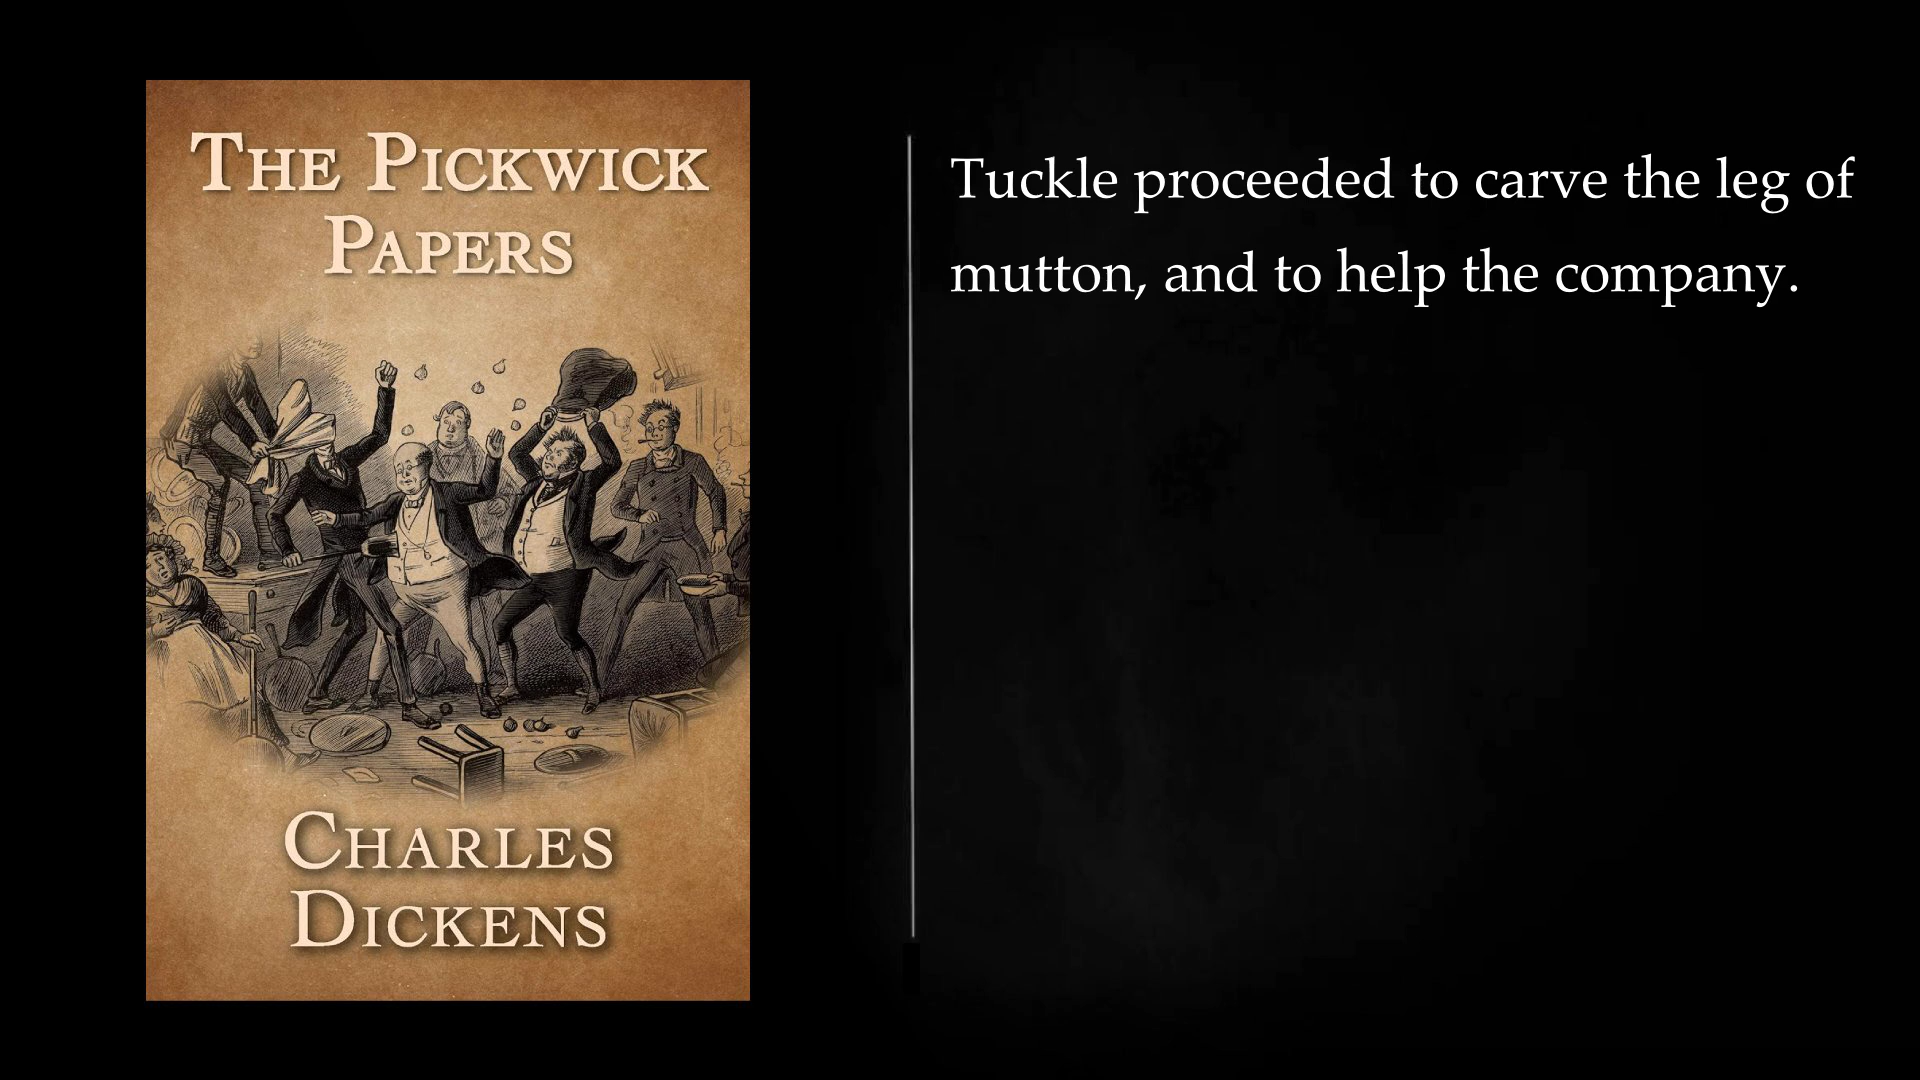 THE PICKWICK
PAPERS
CHARLES
DICKENS
Tuckle proceeded to carve the leg of
mutton, and to help the company.